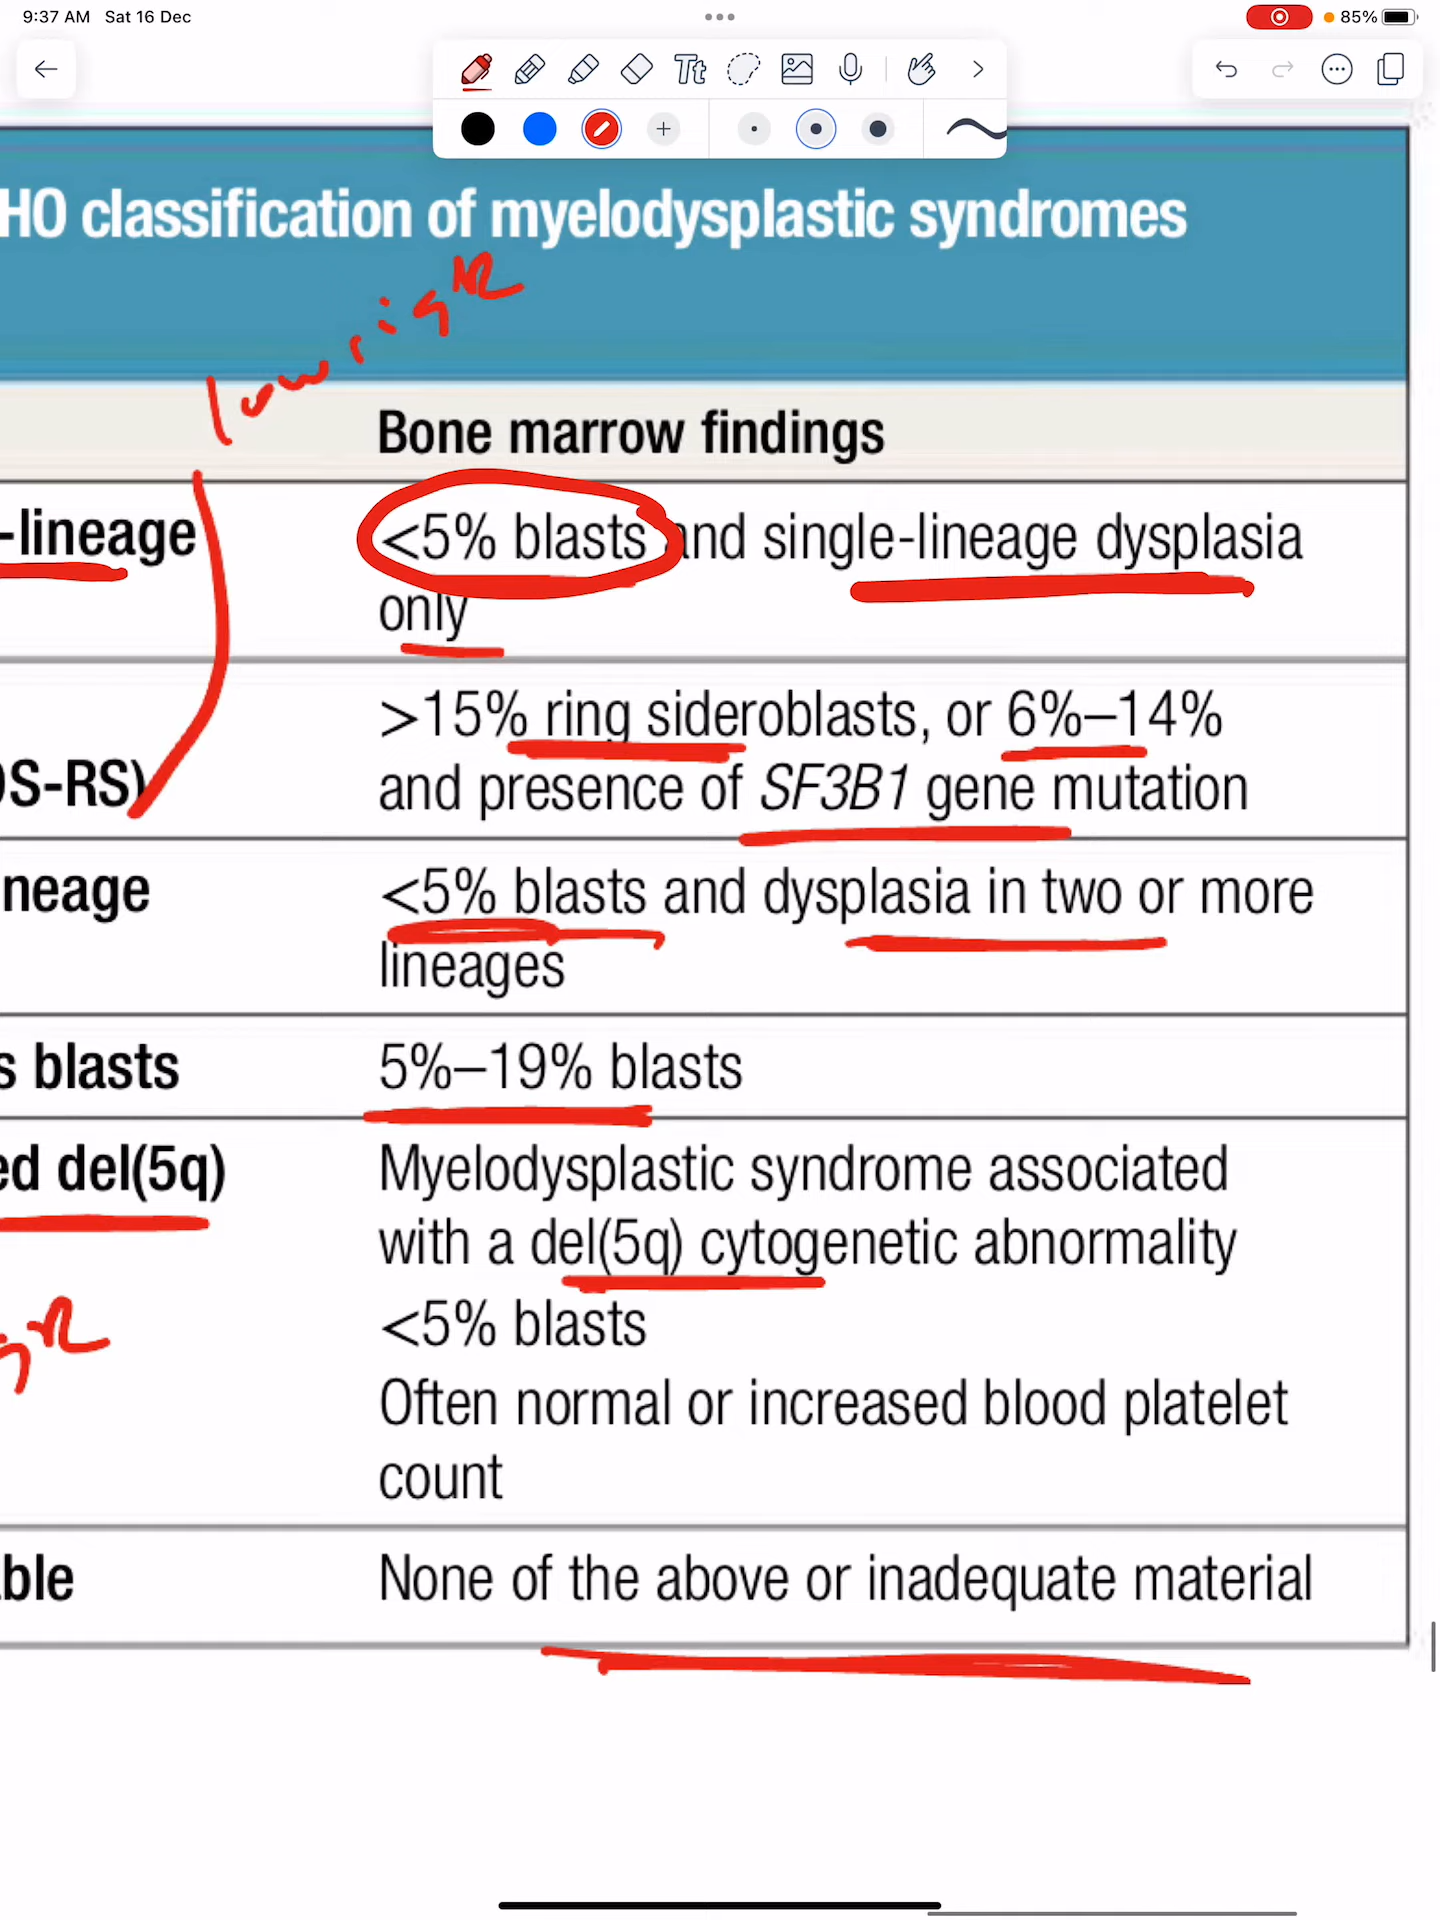 9:37 AM Sat 16 Dec
85%
Tt
HO classification of myelodysplastic syndromes
low risk
Bone marrow findings
-lineage
<5% blasts and single-lineage dysplasia
only
>15% ring sideroblasts, or 6%–14%
DS-RS)
and presence of SF3B1 gene mutation
neage
<5% blasts and dysplasia in two or more
lineages
s blasts
5%–19% blasts
ed del(5q)
Myelodysplastic syndrome associated
with a del(5q) cytogenetic abnormality
<5% blasts
Often normal or increased blood platelet
count
ble
None of the above or inadequate material